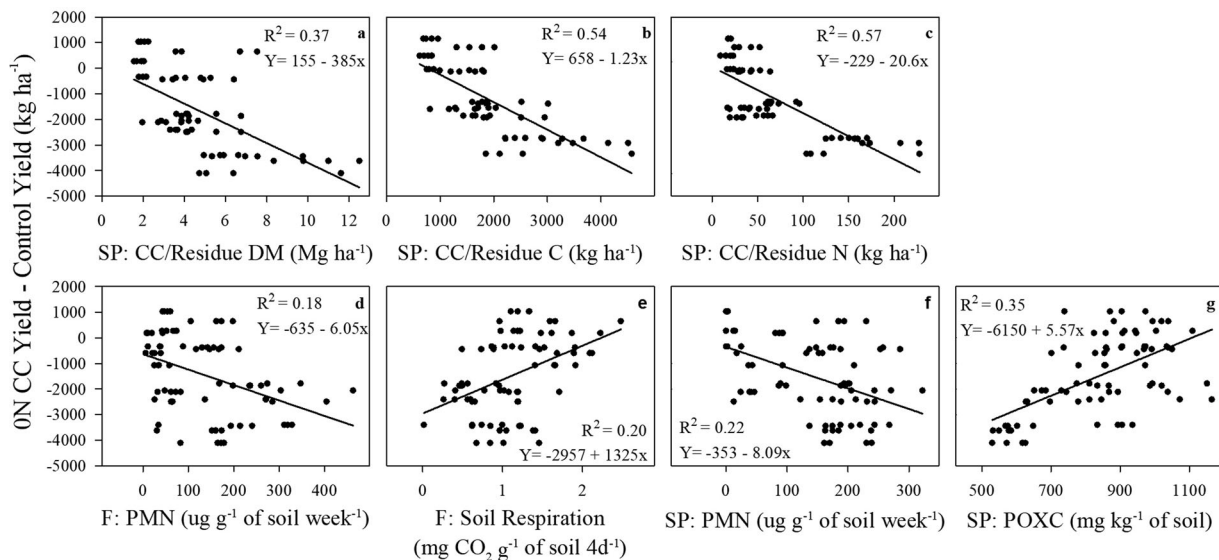 0N CC Yield - Control Yield (kg ha⁻¹)
2000
1000
0
-1000
-2000
-3000
-4000
-5000
R² = 0.37
a
Y= 155 - 385x
0 2 4 6 8 10 12
SP: CC/Residue DM (Mg ha⁻¹)
R² = 0.54
b
Y= 658 - 1.23x
1000 2000 3000 4000
SP: CC/Residue C (kg ha⁻¹)
R² = 0.57
c
Y= -229 - 20.6x
0 50 100 150 200
SP: CC/Residue N (kg ha⁻¹)
2000
1000
0
-1000
-2000
-3000
-4000
-5000
R² = 0.18
d
Y= -635 - 6.05x
0 100 200 300 400
F: PMN (ug g⁻¹ of soil week⁻¹)
e
R² = 0.20
Y= -2957 + 1325x
0 1 2
F: Soil Respiration
(mg CO₂ g⁻¹ of soil 4d⁻¹)
f
R² = 0.22
Y= -353 - 8.09x
0 100 200 300
SP: PMN (ug g⁻¹ of soil week⁻¹)
R² = 0.35
g
Y= -6150 + 5.57x
500 700 900 1100
SP: POXC (mg kg⁻¹ of soil)